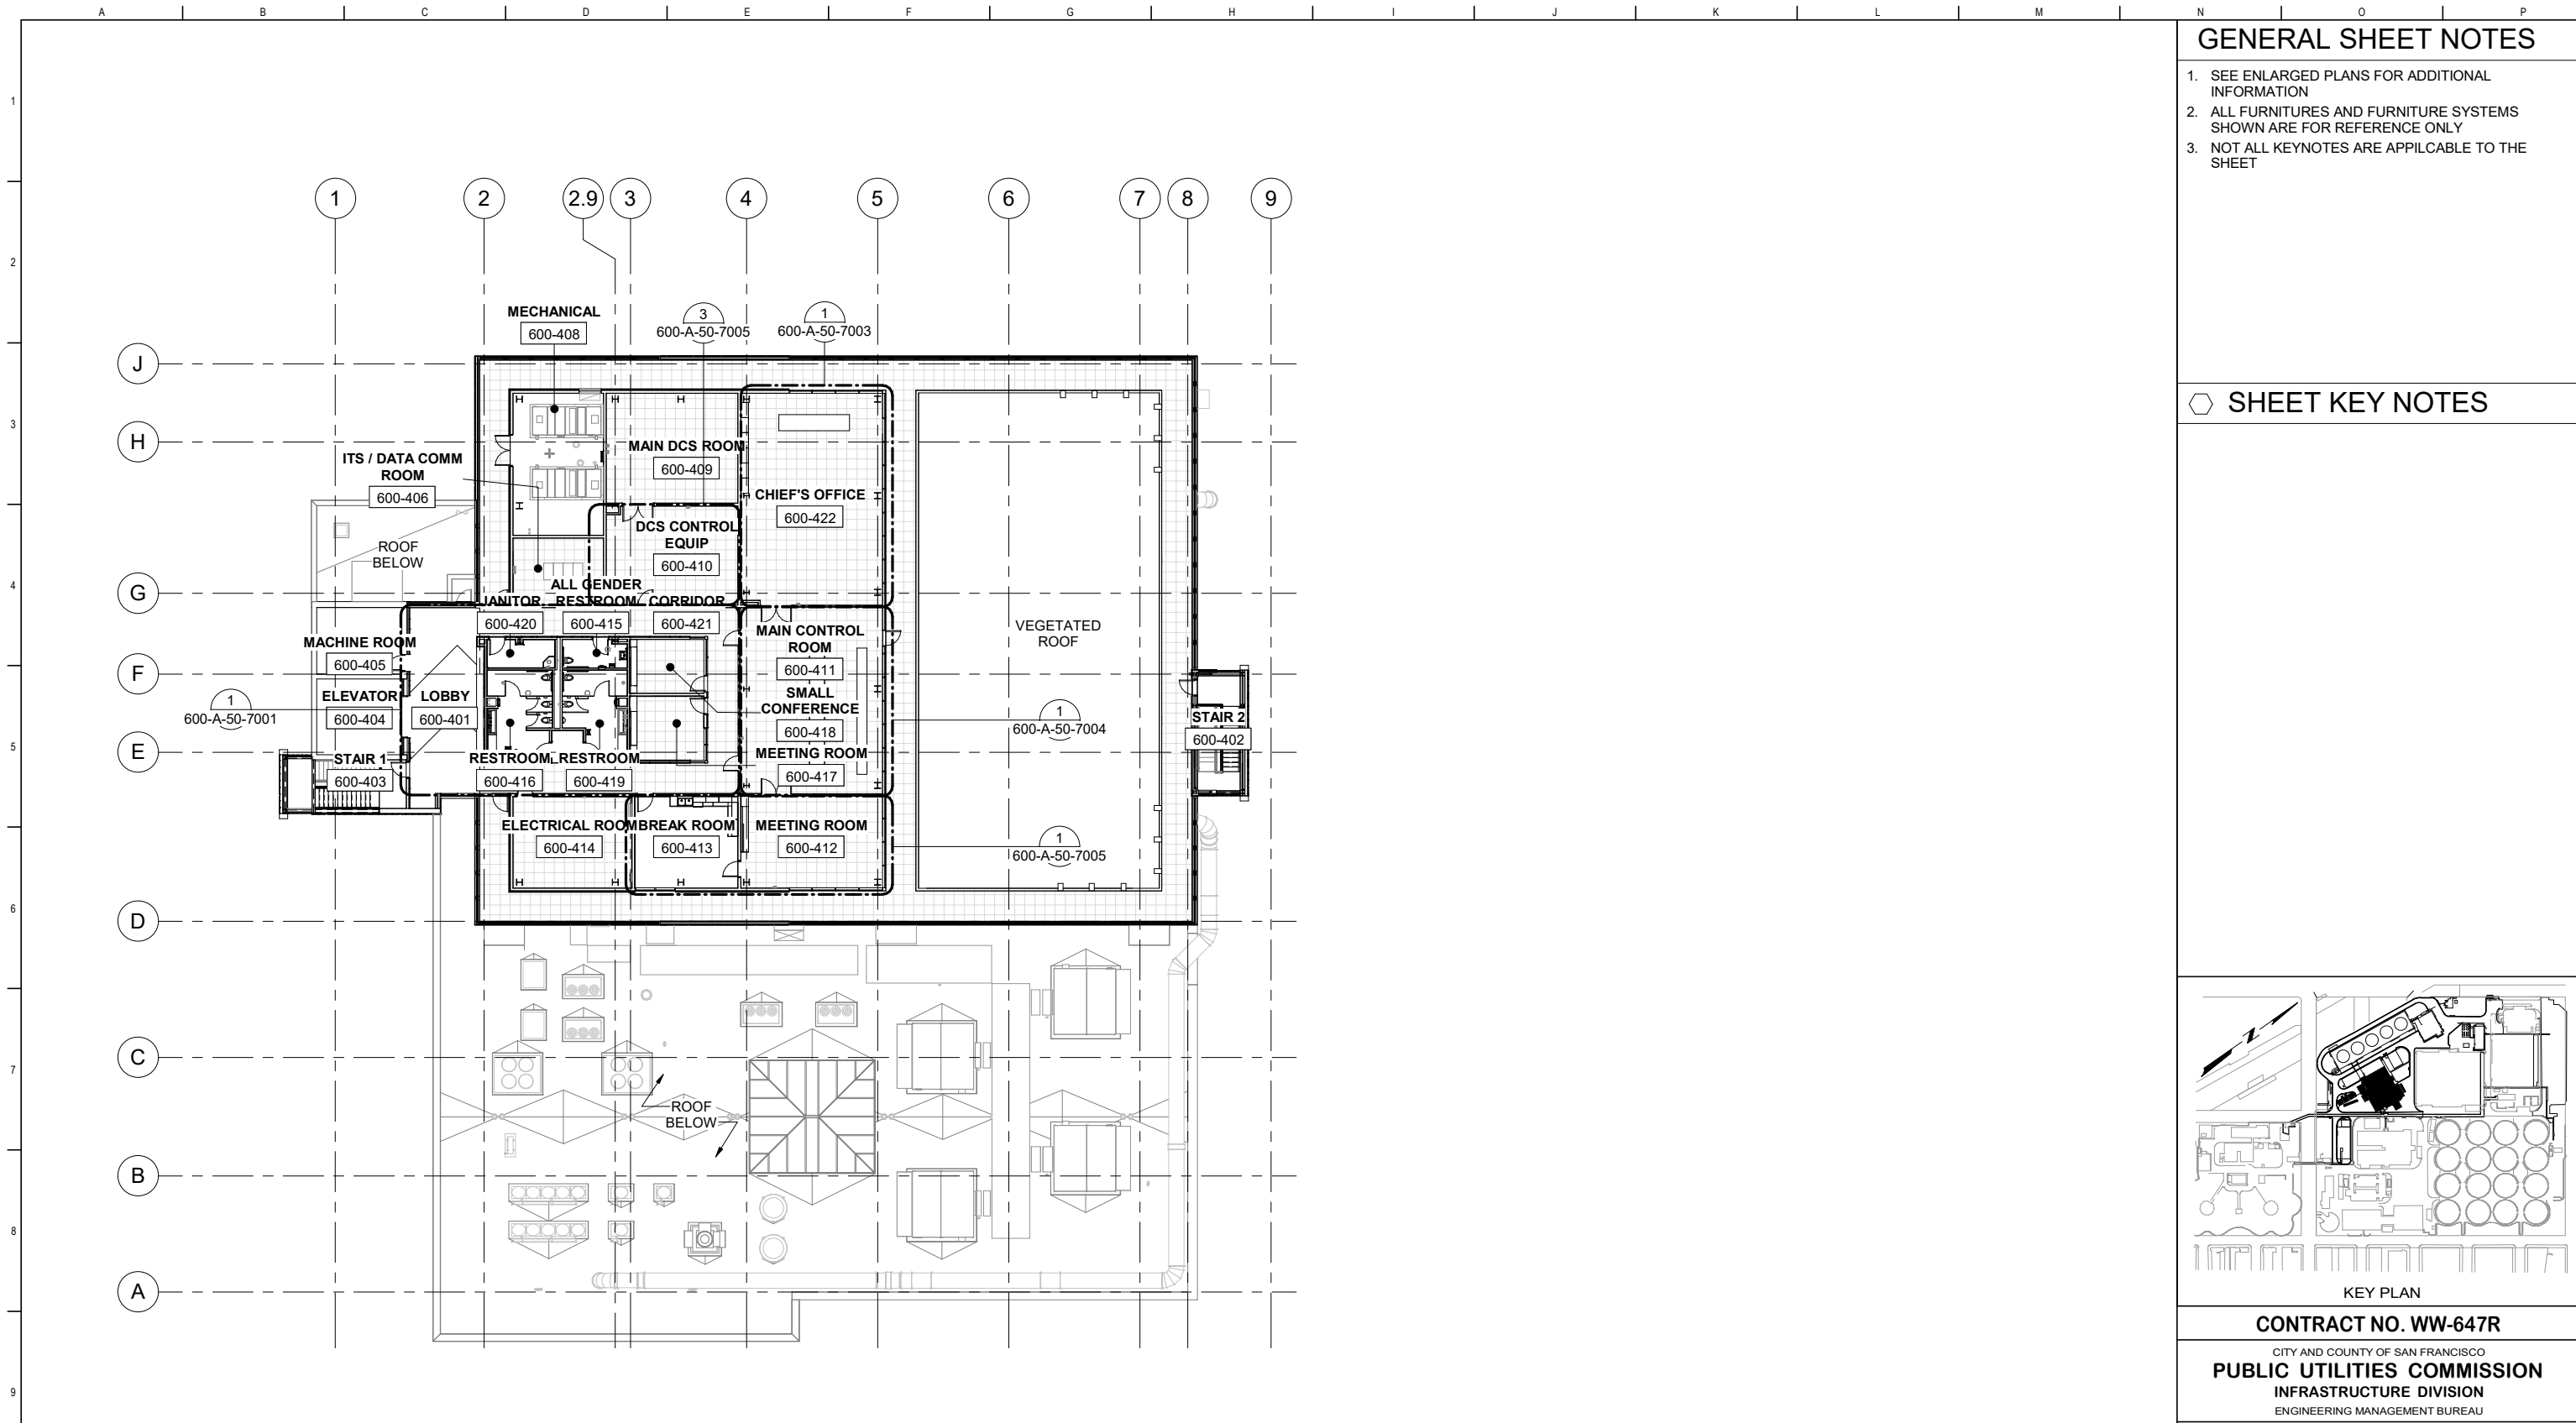 A B C D E F G H I J K L M N O P
1
2
3
4
5
6
7
8
9
GENERAL SHEET NOTES
1. SEE ENLARGED PLANS FOR ADDITIONAL
INFORMATION
2. ALL FURNITURES AND FURNITURE SYSTEMS
SHOWN ARE FOR REFERENCE ONLY
3. NOT ALL KEYNOTES ARE APPILCABLE TO THE
SHEET
SHEET KEY NOTES
1 2 2.9 3 4 5 6 7 8 9
J
H
G
F
E
D
C
B
A
MECHANICAL
600-408
3
600-A-50-7005
1
600-A-50-7003
ITS / DATA COMM
ROOM
600-406
MAIN DCS ROOM
600-409
CHIEF'S OFFICE
600-422
DCS CONTROL
EQUIP
600-410
ROOF
BELOW
JANITOR
600-420
ALL GENDER
RESTROOM
600-415
CORRIDOR
600-421
MAIN CONTROL
ROOM
600-411
VEGETATED
ROOF
MACHINE ROOM
600-405
ELEVATOR
600-404
LOBBY
600-401
1
600-A-50-7001
SMALL
CONFERENCE
600-418
1
600-A-50-7004
STAIR 2
600-402
STAIR 1
600-403
RESTROOM
600-416
RESTROOM
600-419
MEETING ROOM
600-417
ELECTRICAL ROOM
600-414
BREAK ROOM
600-413
MEETING ROOM
600-412
1
600-A-50-7005
ROOF
BELOW
Z
KEY PLAN
CONTRACT NO. WW-647R
CITY AND COUNTY OF SAN FRANCISCO
PUBLIC UTILITIES COMMISSION
INFRASTRUCTURE DIVISION
ENGINEERING MANAGEMENT BUREAU